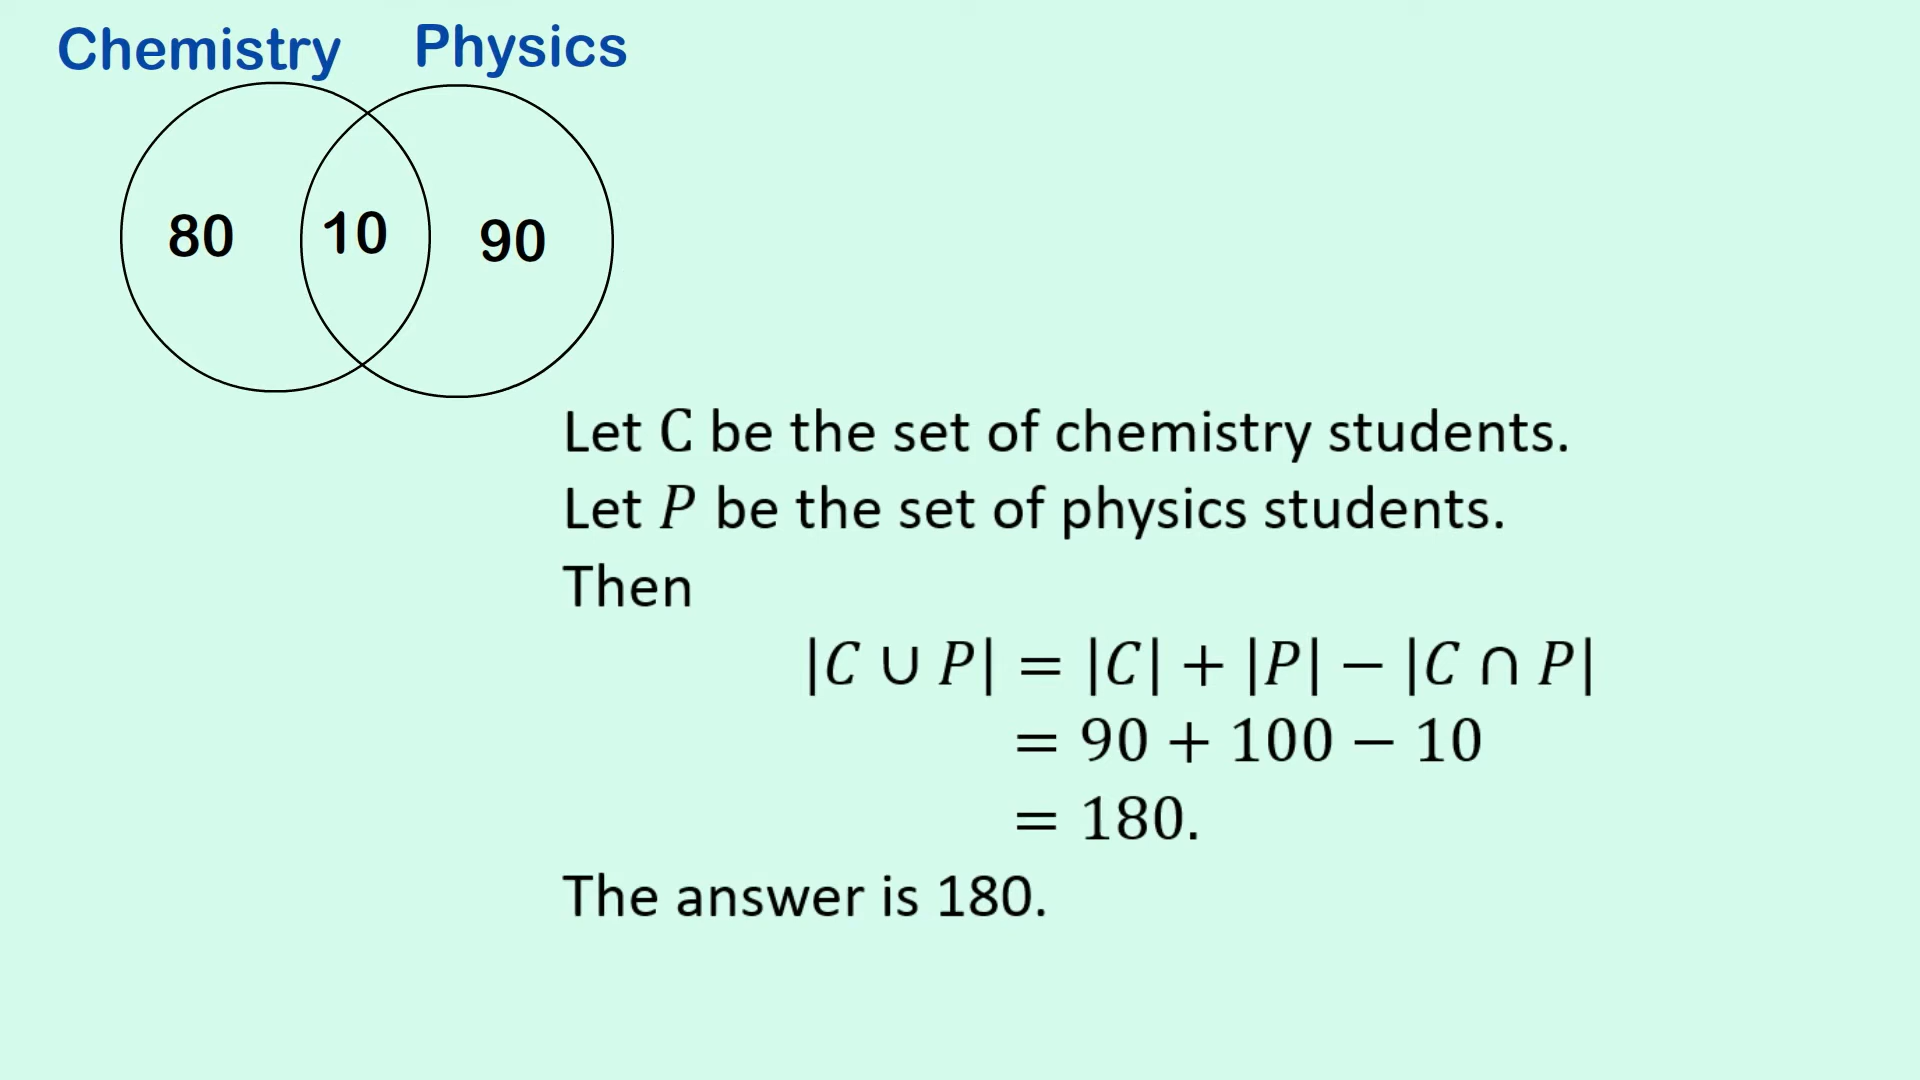 Chemistry Physics
80 10 90
Let C be the set of chemistry students.
Let P be the set of physics students.
Then
|C ∪ P| = |C| + |P| − |C ∩ P|
= 90 + 100 − 10
= 180.
The answer is 180.